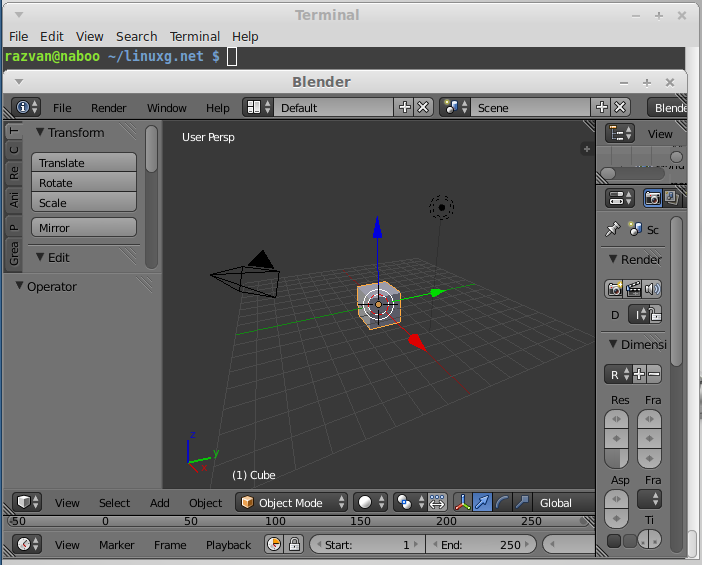 Terminal
File Edit View Search Terminal Help
razvan@naboo ~/linuxg.net $
Blender
File Render Window Help Default Scene Blende
T
C
Re
Ani
P
Grea
Transform
Translate
Rotate
Scale
Mirror
Edit
Operator
User Persp
z
y
x
(1) Cube
View
Sc
Render
D
Dimensi
R
Res Fra
Asp Fra
Ti
View Select Add Object Object Mode Global
-50 0 50 100 150 200 250
View Marker Frame Playback Start: 1 End: 250